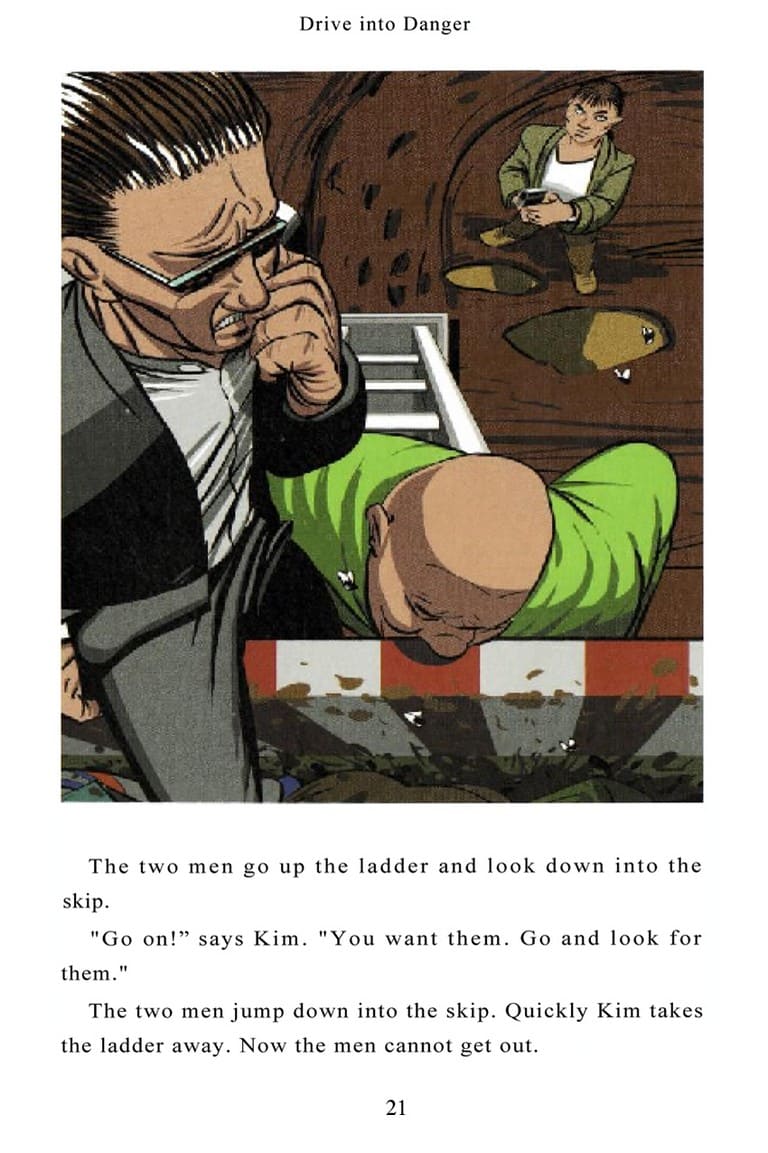 Drive into Danger
The two men go up the ladder and look down into the
skip.
"Go on!” says Kim. "You want them. Go and look for
them."
The two men jump down into the skip. Quickly Kim takes
the ladder away. Now the men cannot get out.
21